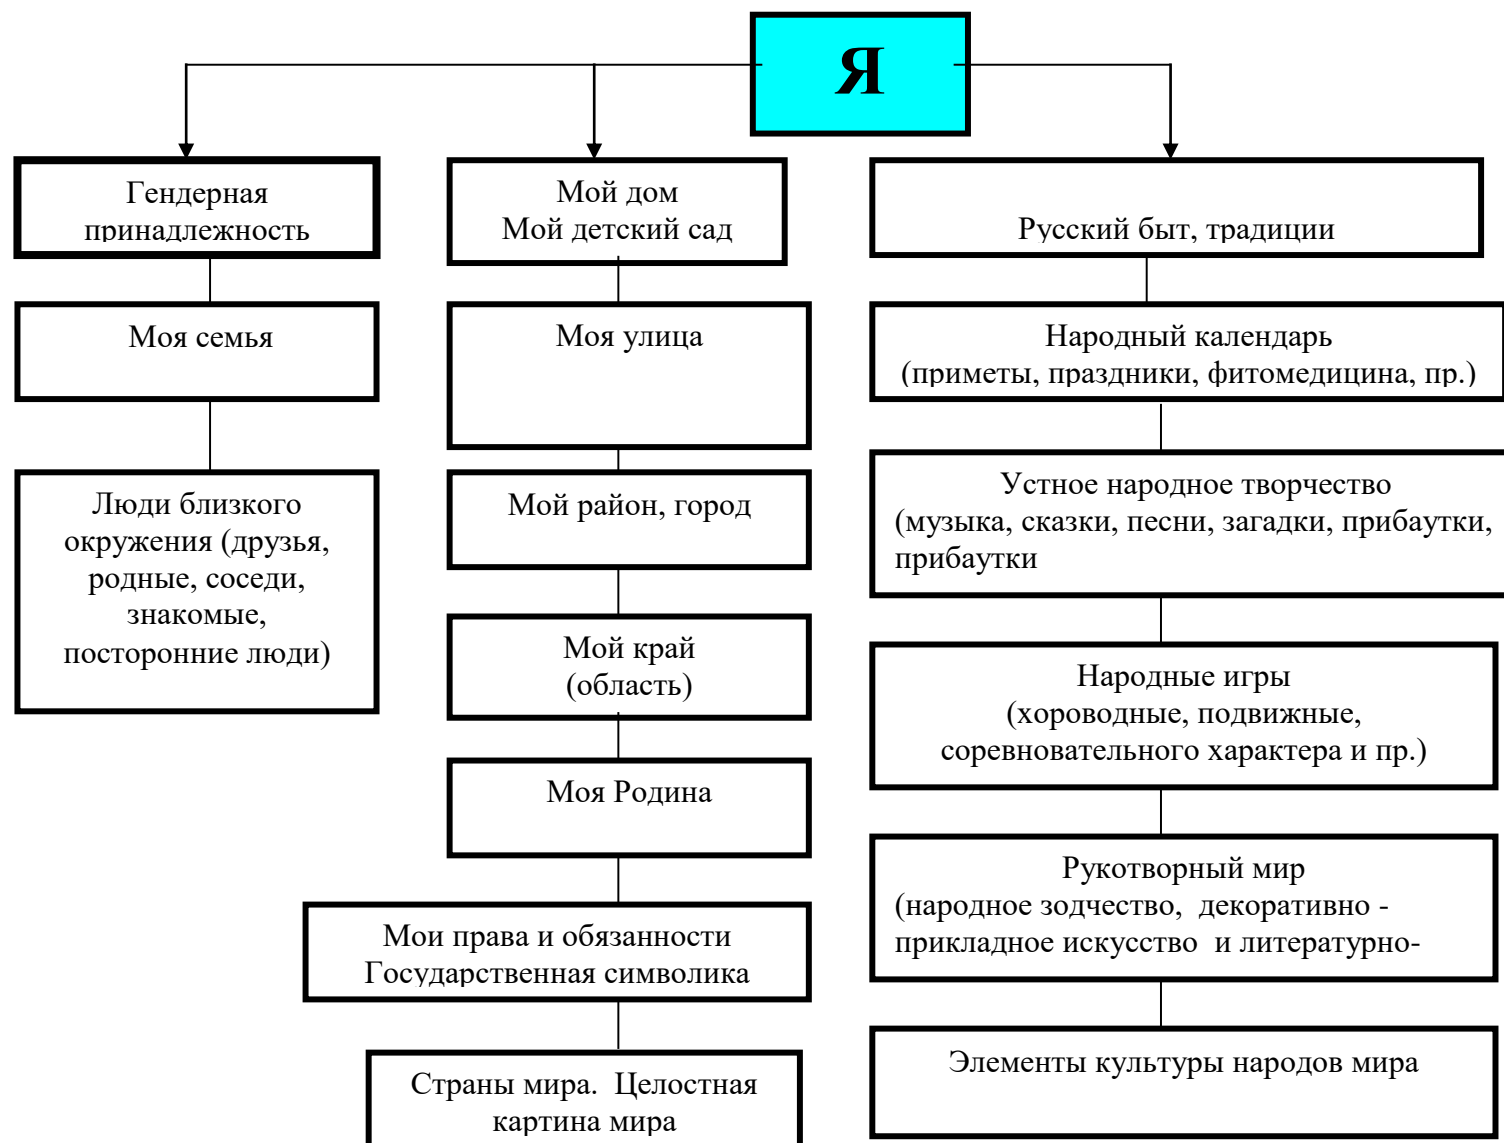 Я
Гендерная
принадлежность
Моя семья
Люди близкого
окружения (друзья,
родные, соседи,
знакомые,
посторонние люди)
Мой дом
Мой детский сад
Моя улица
Мой район, город
Мой край
(область)
Моя Родина
Мои права и обязанности
Государственная символика
Страны мира.  Целостная
картина мира
Русский быт, традиции
Народный календарь
(приметы, праздники, фитомедицина, пр.)
Устное народное творчество
(музыка, сказки, песни, загадки, прибаутки,
прибаутки
Народные игры
(хороводные, подвижные,
соревновательного характера и пр.)
Рукотворный мир
(народное зодчество,  декоративно -
прикладное искусство  и литературно-
Элементы культуры народов мира